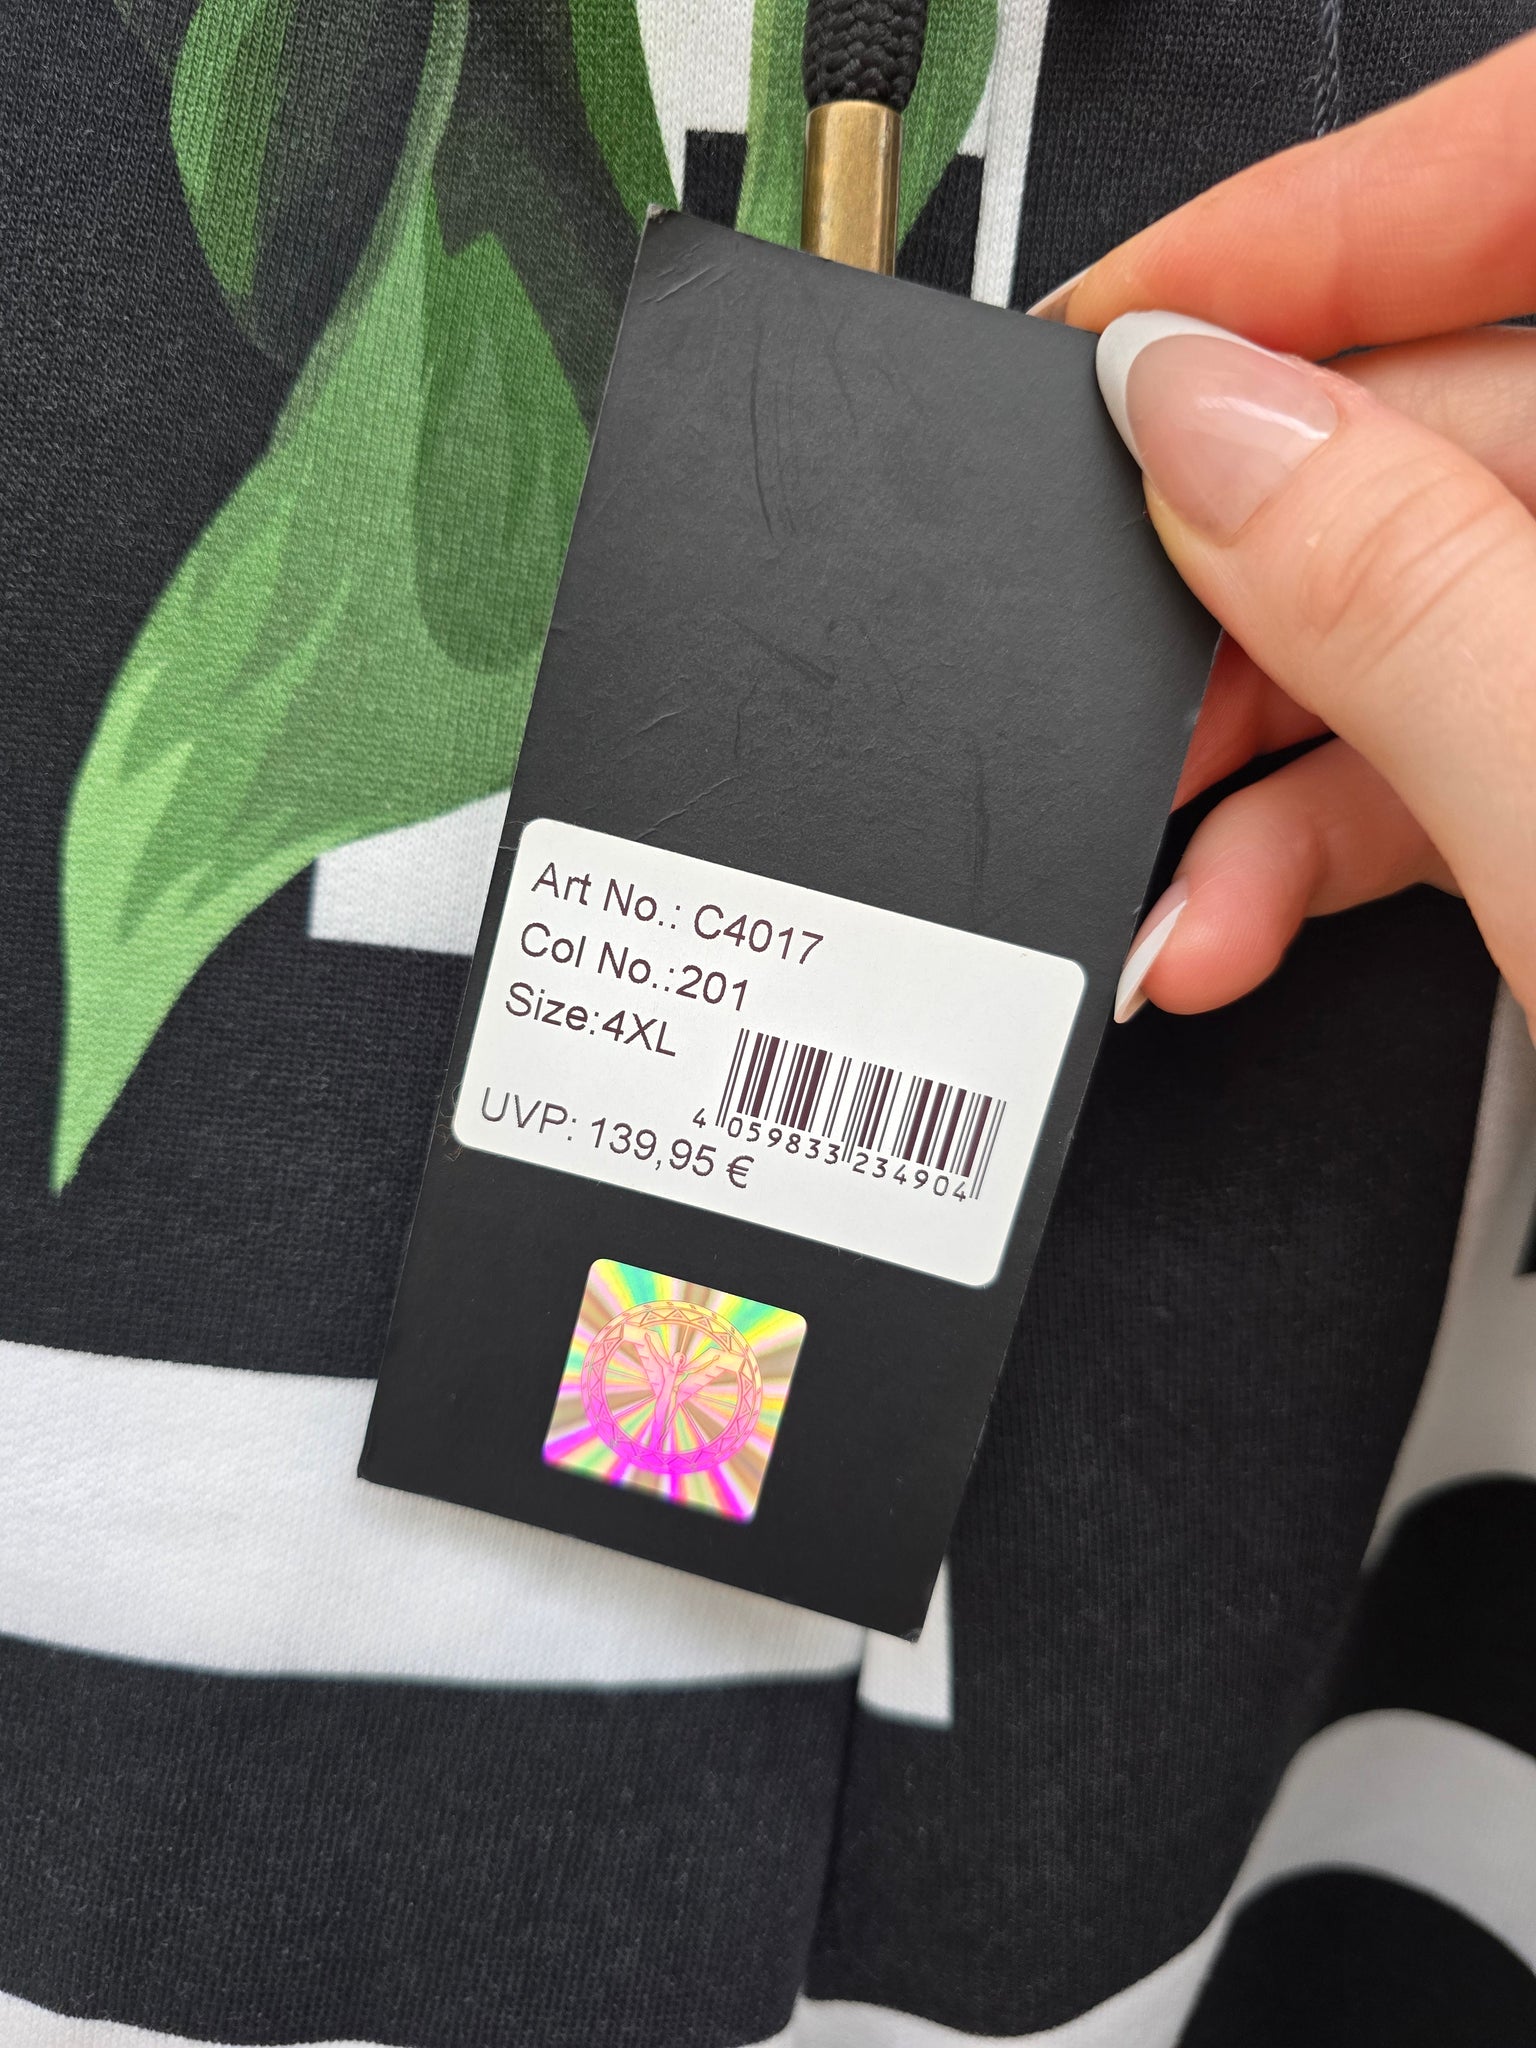 Art No.: C4017
Col No.:201
Size:4XL
UVP: 139,95 €
4 059833 234904